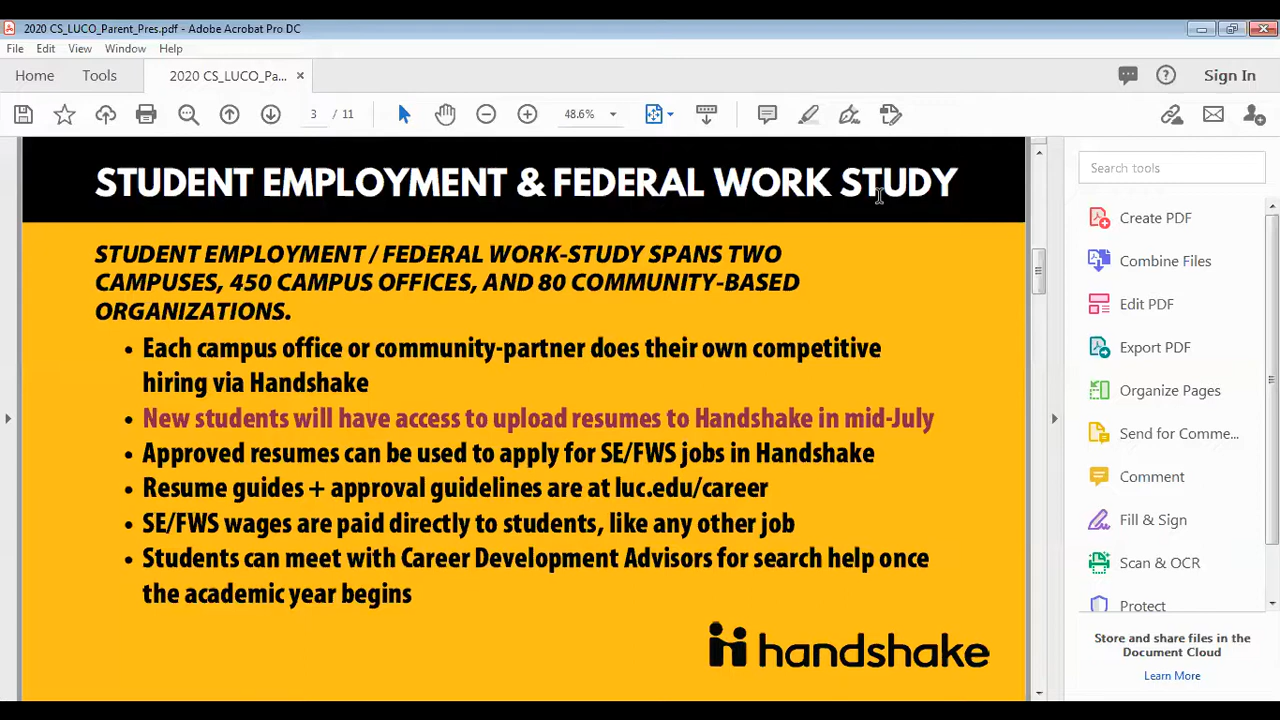 2020 CS_LUCO_Parent_Pres.pdf - Adobe Acrobat Pro DC
File Edit View Window Help
Home Tools 2020 CS_LUCO_Pa... × Sign In
3 / 11 48.6%
STUDENT EMPLOYMENT & FEDERAL WORK STUDY
STUDENT EMPLOYMENT / FEDERAL WORK-STUDY SPANS TWO
CAMPUSES, 450 CAMPUS OFFICES, AND 80 COMMUNITY-BASED
ORGANIZATIONS.
• Each campus office or community-partner does their own competitive
hiring via Handshake
• New students will have access to upload resumes to Handshake in mid-July
• Approved resumes can be used to apply for SE/FWS jobs in Handshake
• Resume guides + approval guidelines are at luc.edu/career
• SE/FWS wages are paid directly to students, like any other job
• Students can meet with Career Development Advisors for search help once
the academic year begins
handshake
Search tools
Create PDF
Combine Files
Edit PDF
Export PDF
Organize Pages
Send for Comme...
Comment
Fill & Sign
Scan & OCR
Protect
Store and share files in the
Document Cloud
Learn More